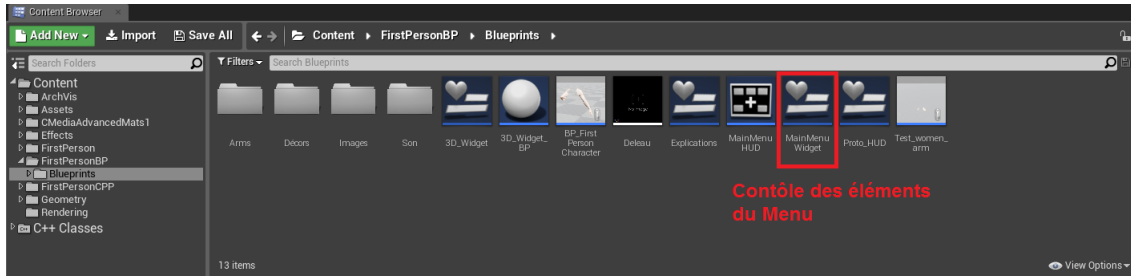 Content Browser
Add New Import Save All Content FirstPersonBP Blueprints
Search Folders Filters Search Blueprints
Content
ArchVis
Assets
CMediaAdvancedMats1
Effects
FirstPerson
FirstPersonBP
Blueprints
FirstPersonCPP
Geometry
Rendering
C++ Classes
Arms Décors Images Son 3D_Widget 3D_Widget_ BP_First Deleau Explications MainMenu MainMenu Proto_HUD Test_women_
BP Person HUD Widget arm
Character
Contôle des éléments
du Menu
13 items View Options